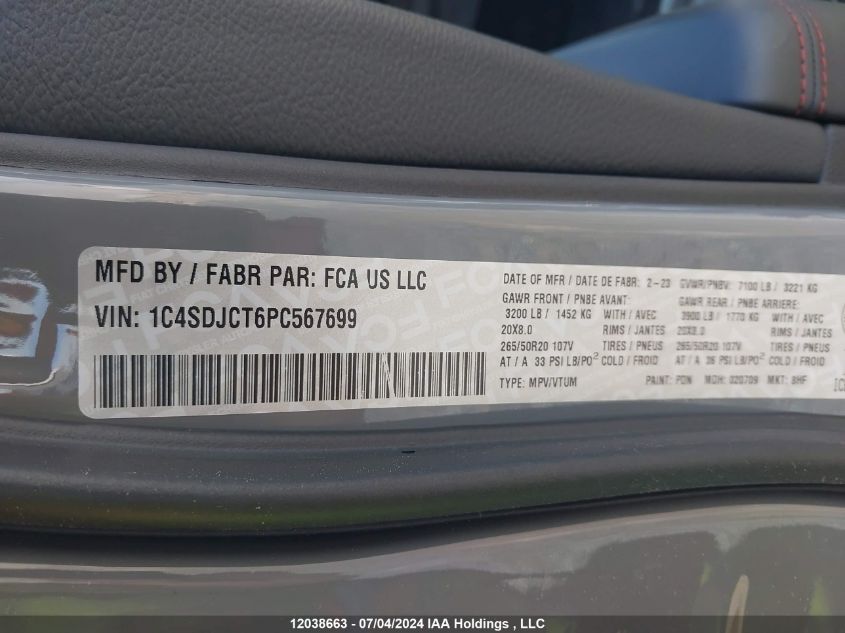 MFD BY / FABR PAR: FCA US LLC
VIN: 1C4SDJCT6PC567699
DATE OF MFR / DATE DE FABR: 2-23 GVWR/PNBV: 7100 LB / 3221 KG
GAWR FRONT / PNBE AVANT: GAWR REAR / PNBE ARRIERE:
3200 LB / 1452 KG WITH / AVEC 3900 LB / 1770 KG WITH / AVEC
20X8.0 RIMS / JANTES 20X8.0 RIMS / JANTES
265/50R20 107V TIRES / PNEUS 265/50R20 107V TIRES / PNEUS
AT / A 33 PSI LB/PO² COLD / FROID AT / A 36 PSI LB/PO² COLD / FROID
TYPE: MPV/VTUM PAINT: PDN MDH: 020709 MKT: BHF
12038663 - 07/04/2024 IAA Holdings , LLC